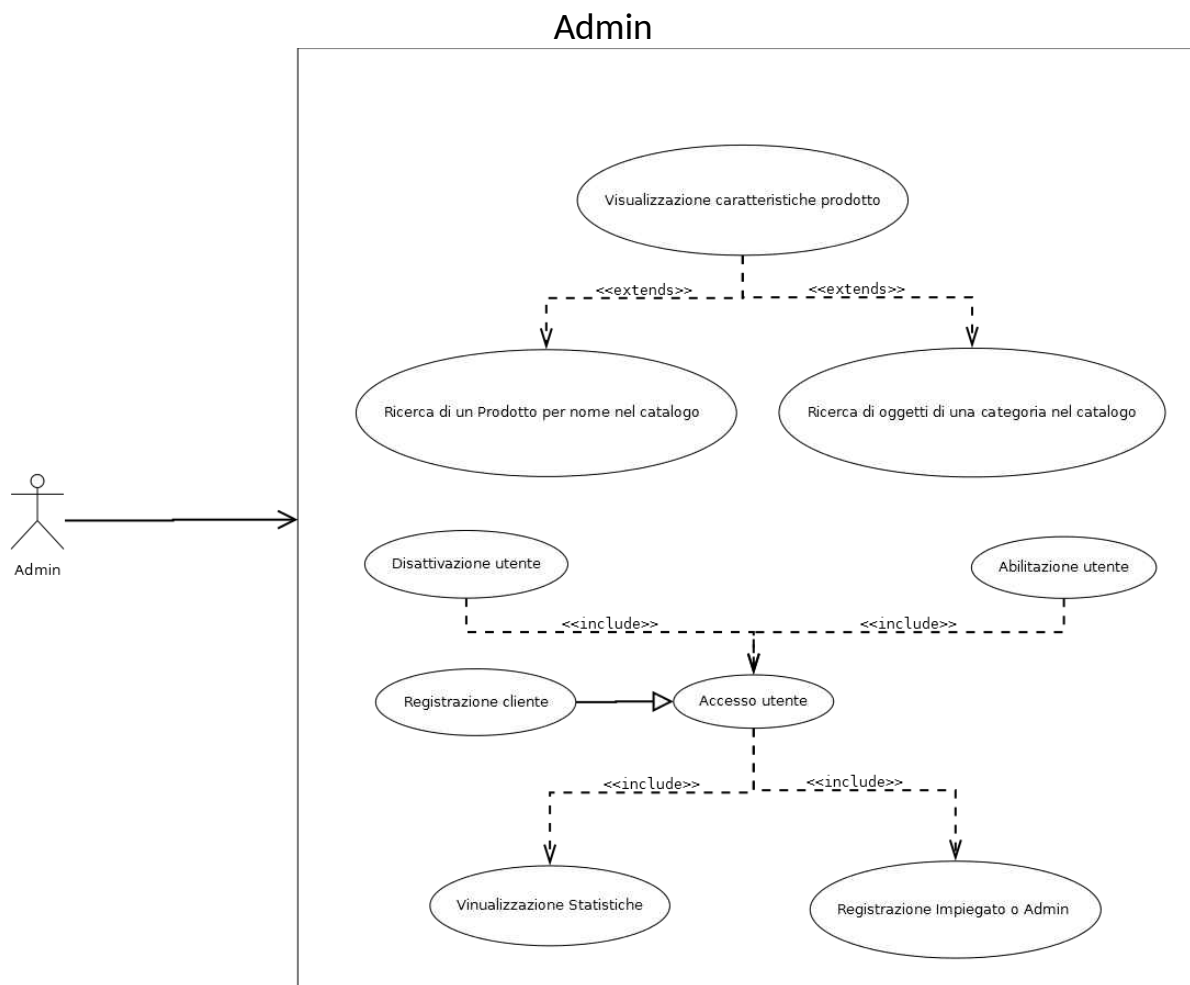 Admin
Visualizzazione caratteristiche prodotto
<<extends>>
<<extends>>
Ricerca di un Prodotto per nome nel catalogo
Ricerca di oggetti di una categoria nel catalogo
Admin
Disattivazione utente
Abilitazione utente
<<include>>
<<include>>
Registrazione cliente
Accesso utente
<<include>>
<<include>>
Vinualizzazione Statistiche
Registrazione Impiegato o Admin